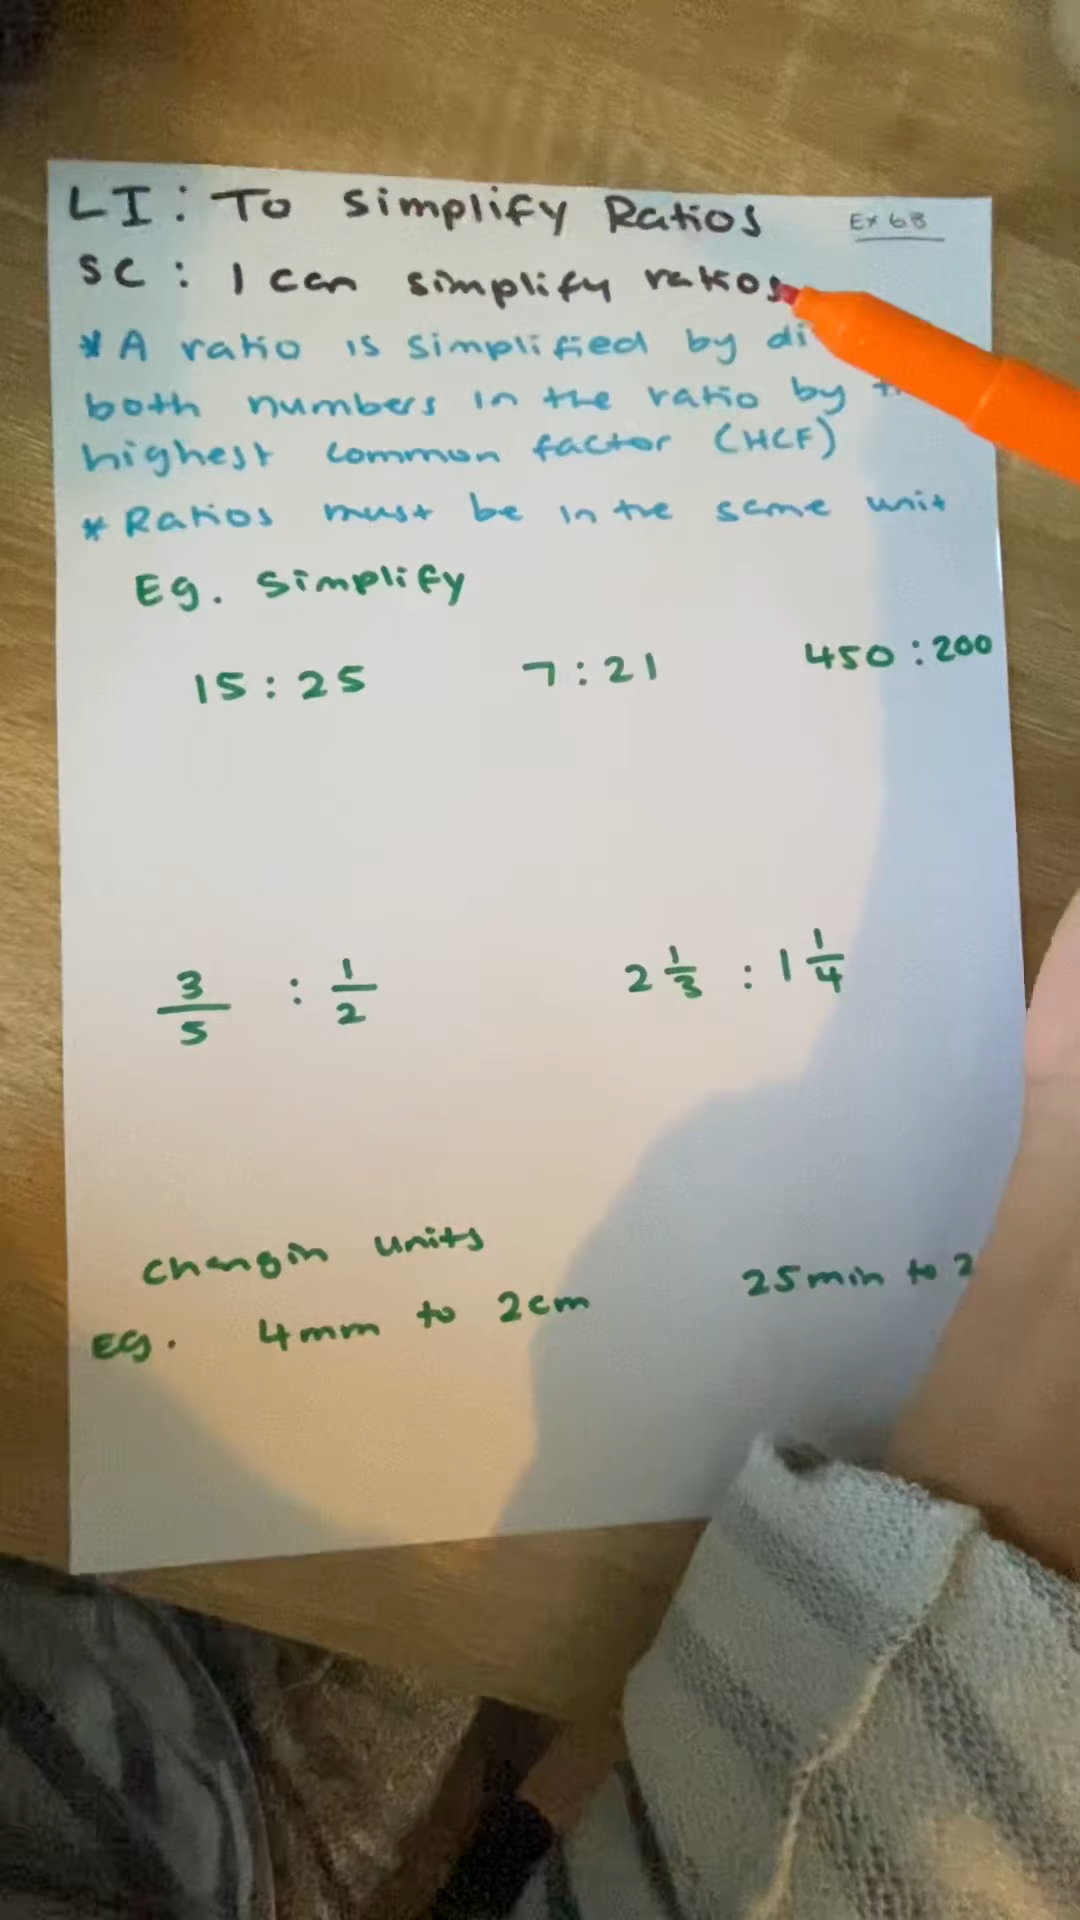 LI: To simplify Ratios Ex 6B
SC: I can simplify ratios
* A ratio is simplified by di
both numbers in the ratio by
highest common factor (HCF)
* Ratios must be in the same unit
Eg. Simplify
15:25 7:21 450:200
3/5 : 1/2 2 1/3 : 1 1/4
changin units
EG. 4mm to 2cm 25min to 2